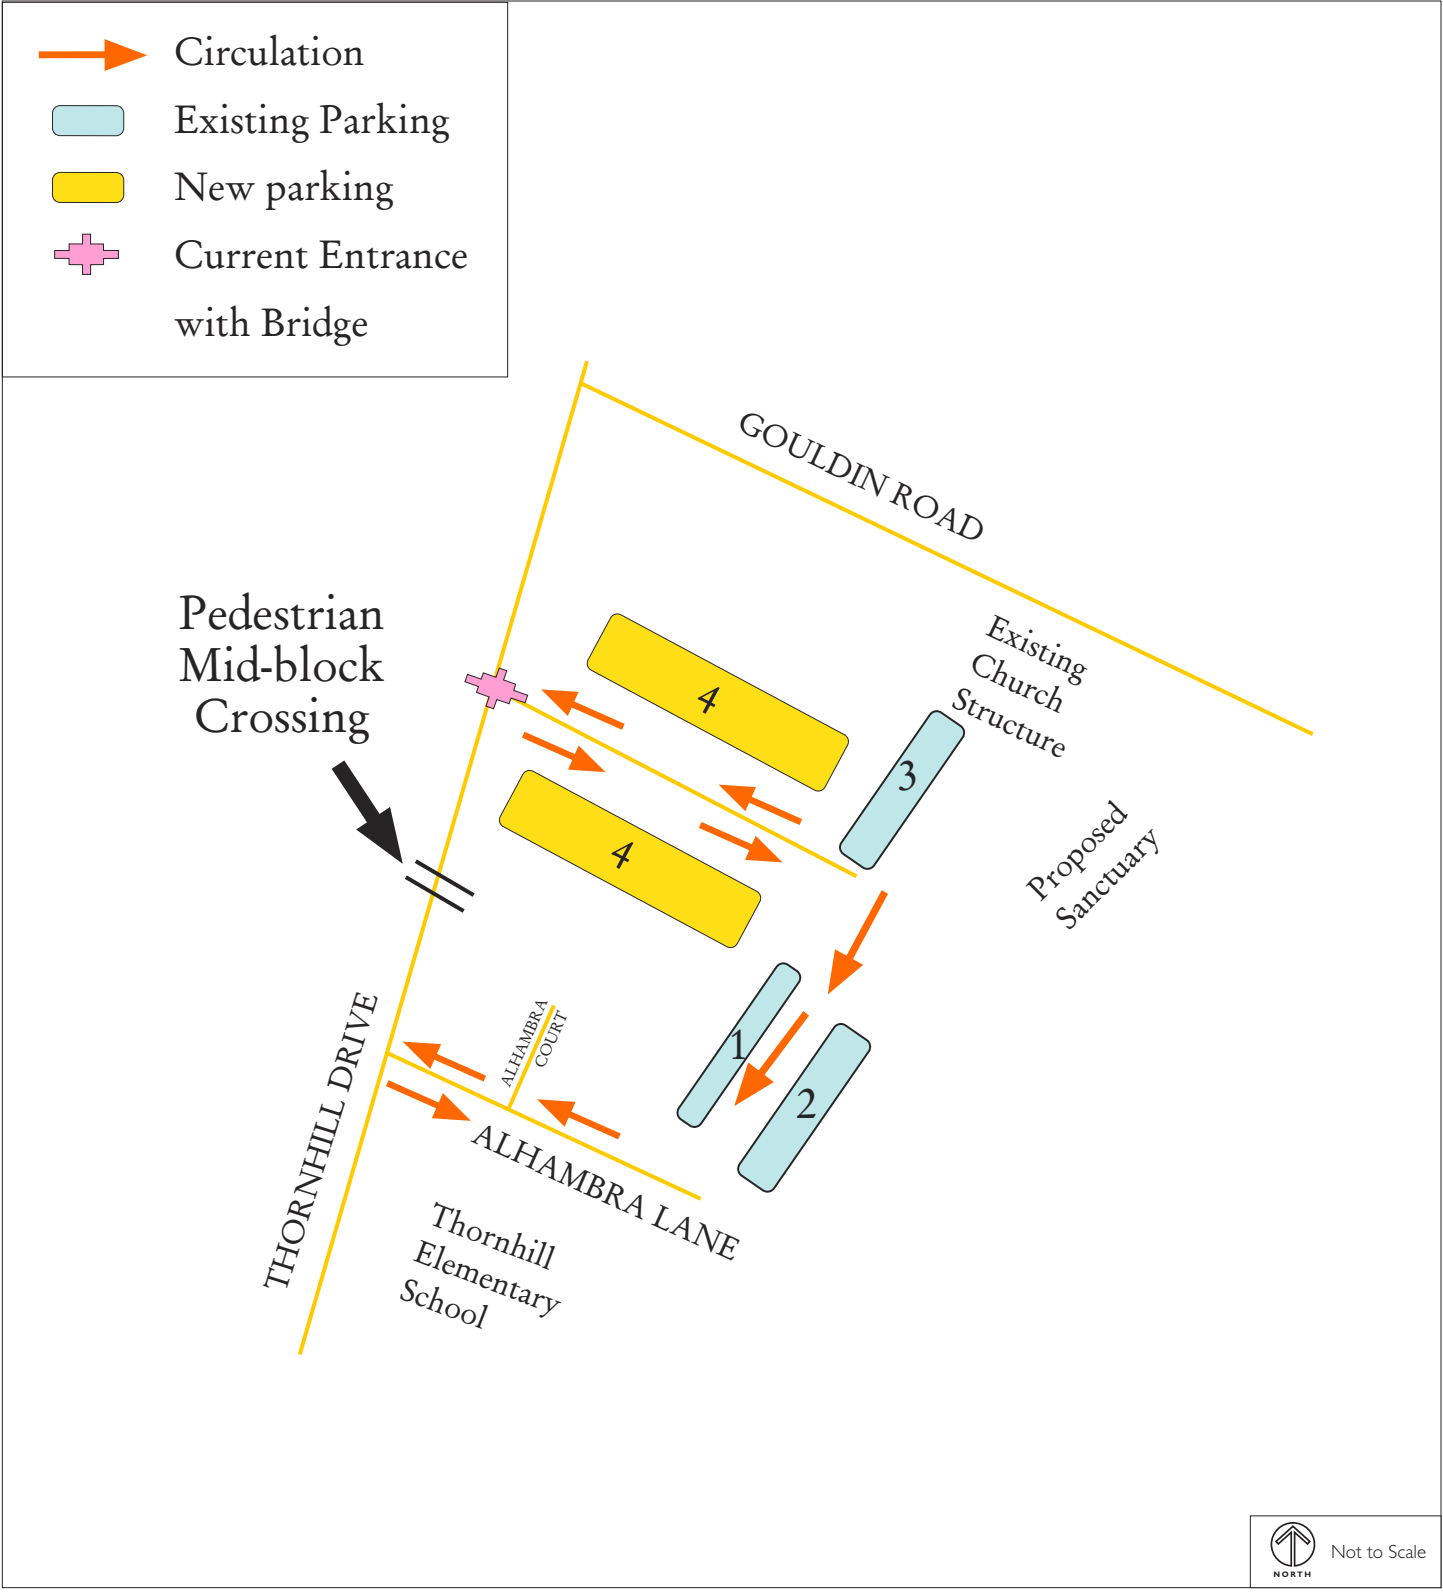 Circulation
Existing Parking
New parking
Current Entrance
with Bridge
GOULDIN ROAD
Pedestrian
Mid-block
Crossing
Existing
Church
Structure
4
3
4
Proposed
Sanctuary
1
2
THORNHILL DRIVE
ALHAMBRA
COURT
ALHAMBRA LANE
Thornhill
Elementary
School
NORTH
Not to Scale